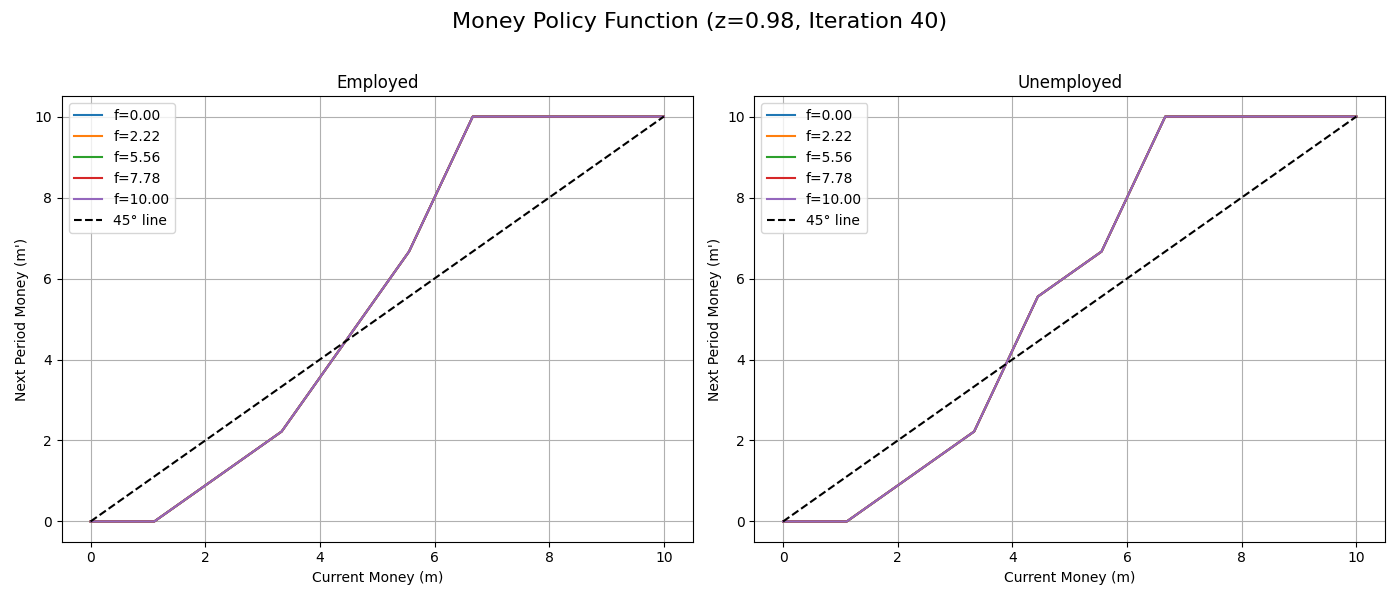 Money Policy Function (z=0.98, Iteration 40)
Employed
f=0.00
f=2.22
f=5.56
f=7.78
f=10.00
45° line
10
8
6
4
2
0
Next Period Money (m')
0 2 4 6 8 10
Current Money (m)
Unemployed
f=0.00
f=2.22
f=5.56
f=7.78
f=10.00
45° line
10
8
6
4
2
0
Next Period Money (m')
0 2 4 6 8 10
Current Money (m)